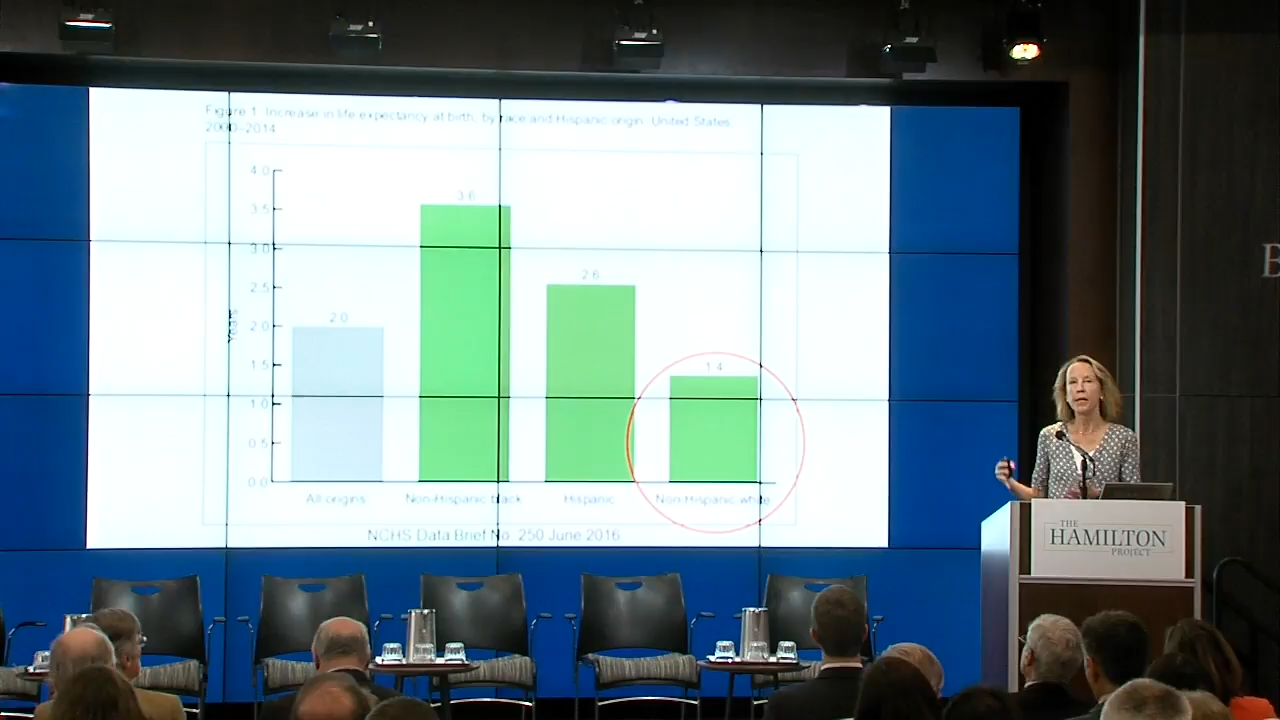 Figure 1. Increase in life expectancy at birth, by race and Hispanic origin: United States,
2000–2014
4.0
3.5
3.0
2.5
2.0
1.5
1.0
0.5
0.0
Years
2.0
3.6
2.6
1.4
All origins
Non-Hispanic black
Hispanic
Non-Hispanic white
NCHS Data Brief No. 250 June 2016
THE
HAMILTON
PROJECT
B